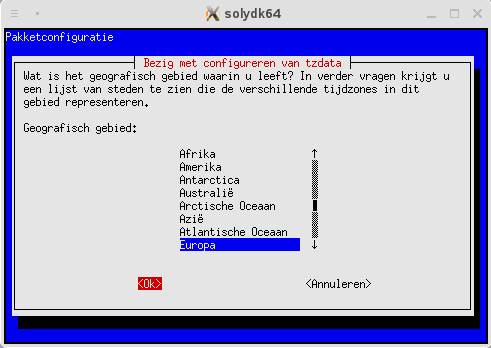 solydk64
Pakketconfiguratie
Bezig met configureren van tzdata
Wat is het geografisch gebied waarin u leeft? In verder vragen krijgt u
een lijst van steden te zien die de verschillende tijdzones in dit
gebied representeren.
Geografisch gebied:
Afrika
Amerika
Antarctica
Australië
Arctische Oceaan
Azië
Atlantische Oceaan
Europa
<Ok> <Annuleren>